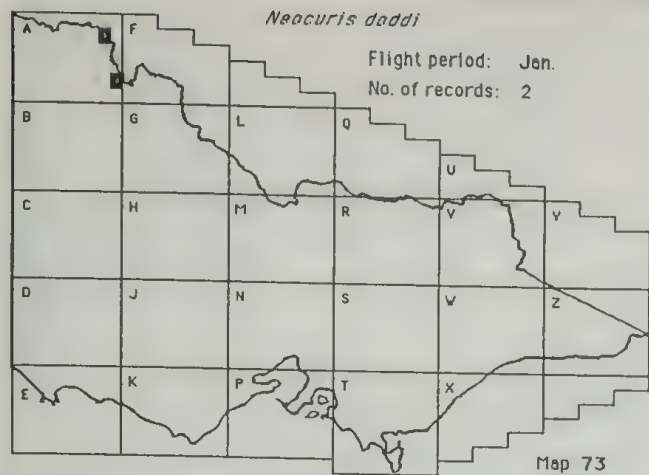 Neocuris doddi
Flight period: Jan.
No. of records: 2
A F
B G L Q
U
C H M R V Y
D J N S W Z
E K P T X
Map 73